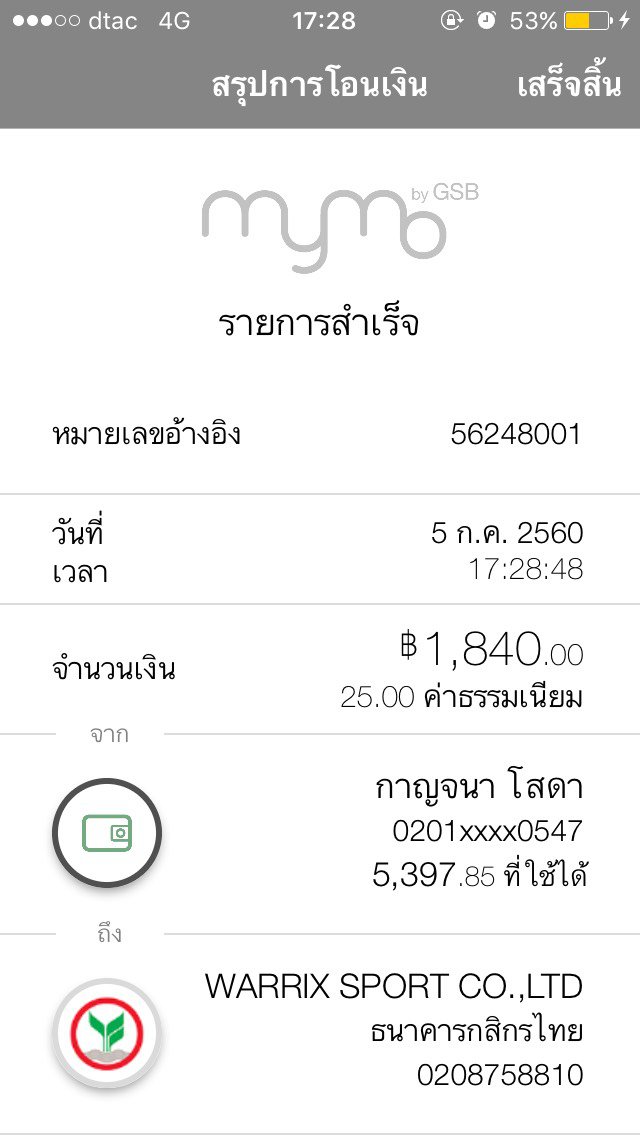 dtac 4G 17:28 53%
สรุปการโอนเงิน เสร็จสิ้น
mymo by GSB
รายการสำเร็จ
หมายเลขอ้างอิง 56248001
วันที่ 5 ก.ค. 2560
เวลา 17:28:48
จำนวนเงิน ฿1,840.00
25.00 ค่าธรรมเนียม
จาก
กาญจนา โสดา
0201xxxx0547
5,397.85 ที่ใช้ได้
ถึง
WARRIX SPORT CO.,LTD
ธนาคารกสิกรไทย
0208758810